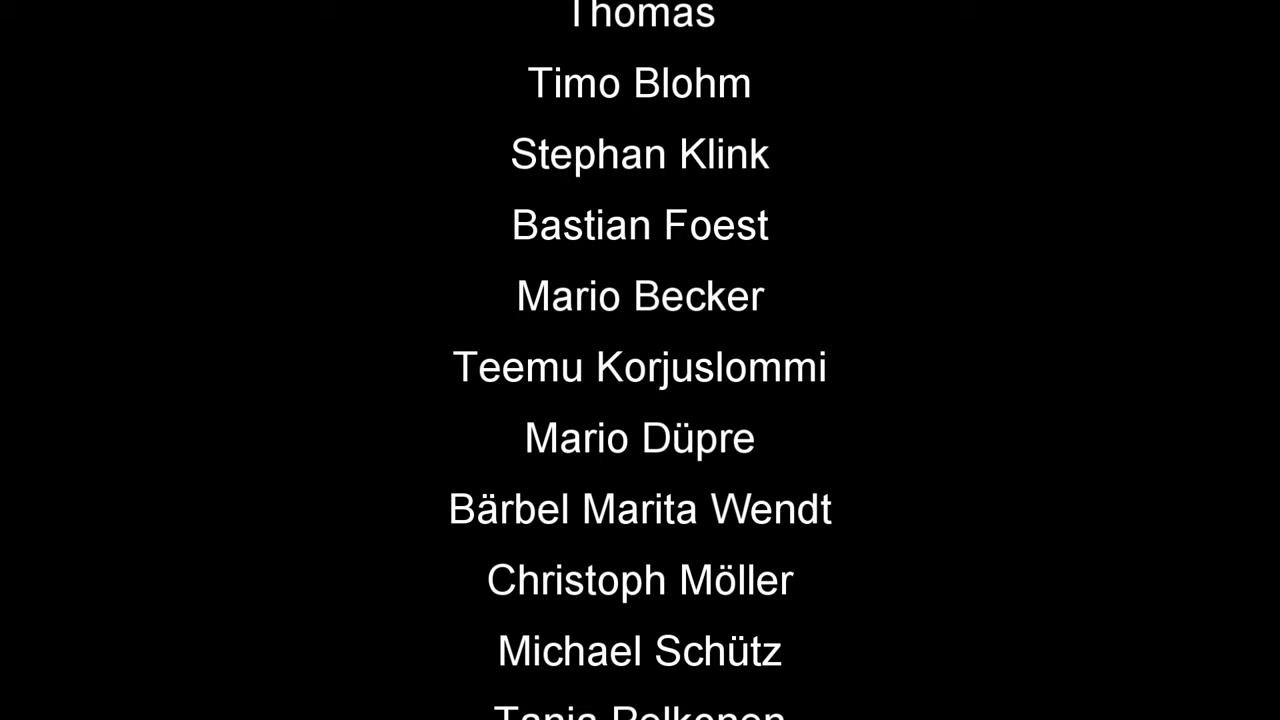 Thomas
Timo Blohm
Stephan Klink
Bastian Foest
Mario Becker
Teemu Korjuslommi
Mario Düpre
Bärbel Marita Wendt
Christoph Möller
Michael Schütz